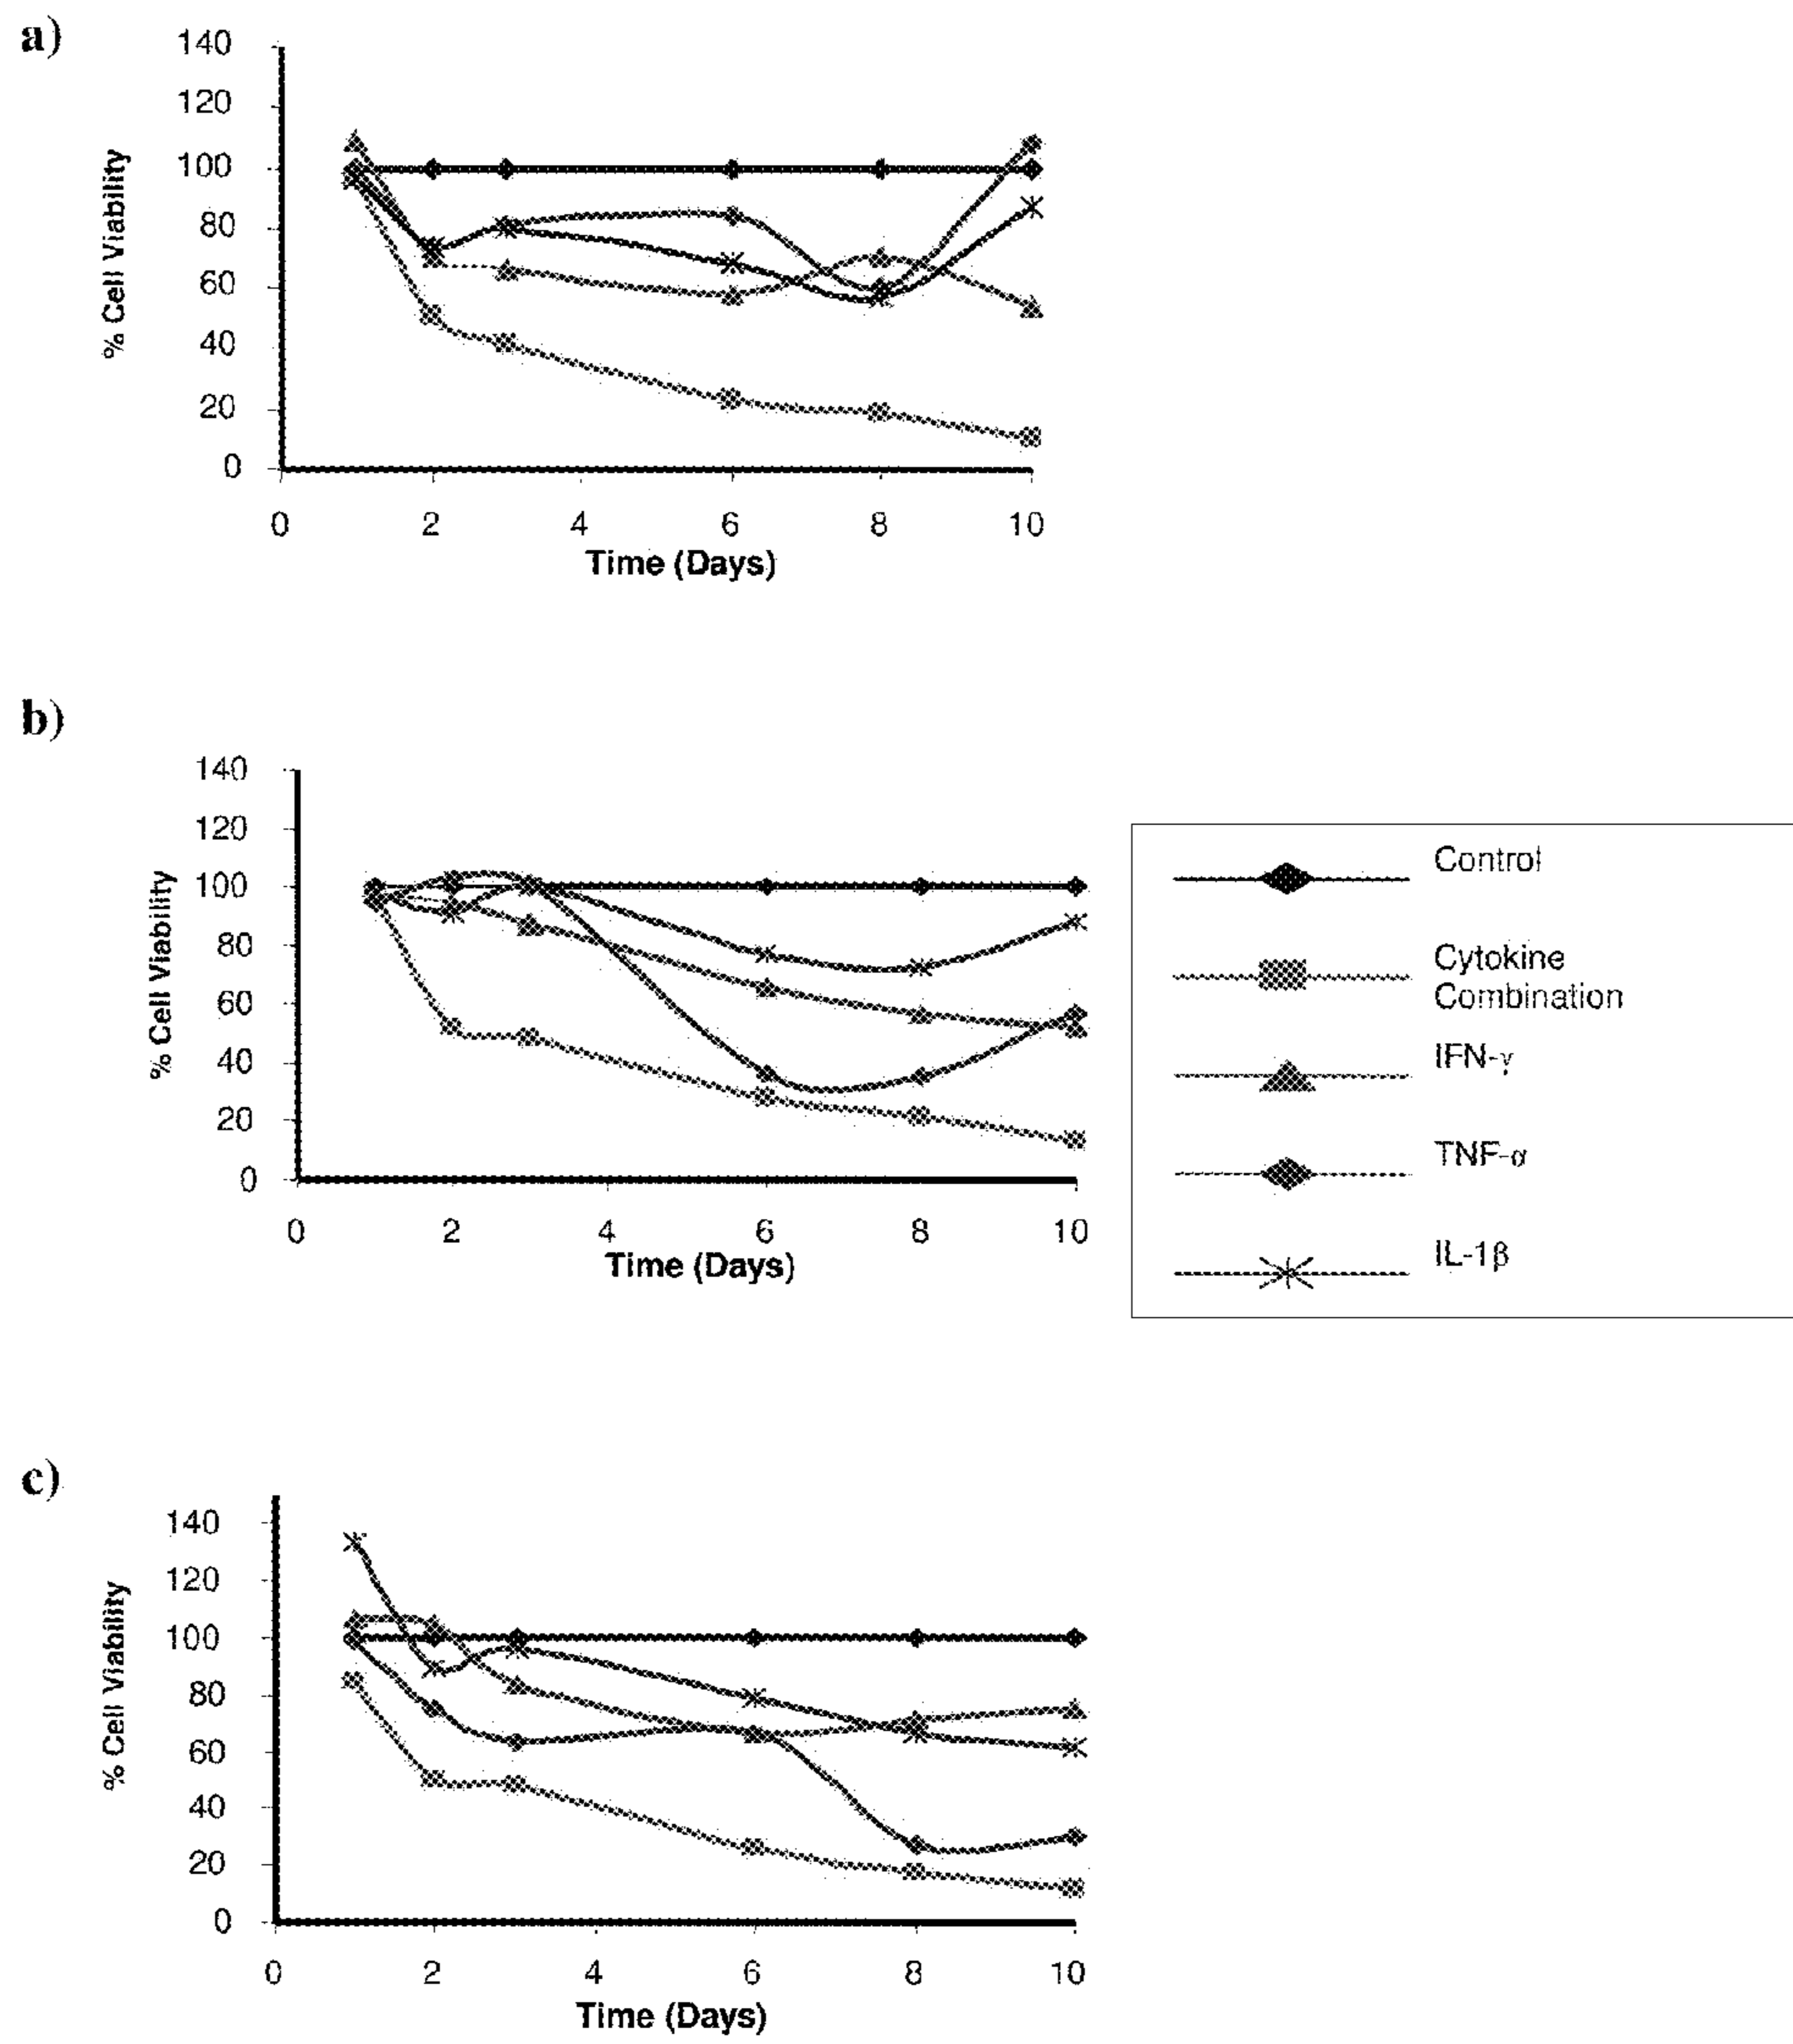 a)
140
120
100
80
60
40
20
0
% Cell Viability
0 2 4 6 8 10
Time (Days)
b)
140
120
100
80
60
40
20
0
% Cell Viability
0 2 4 6 8 10
Time (Days)
Control
Cytokine
Combination
IFN-γ
TNF-α
IL-1β
c)
140
120
100
80
60
40
20
0
% Cell Viability
0 2 4 6 8 10
Time (Days)